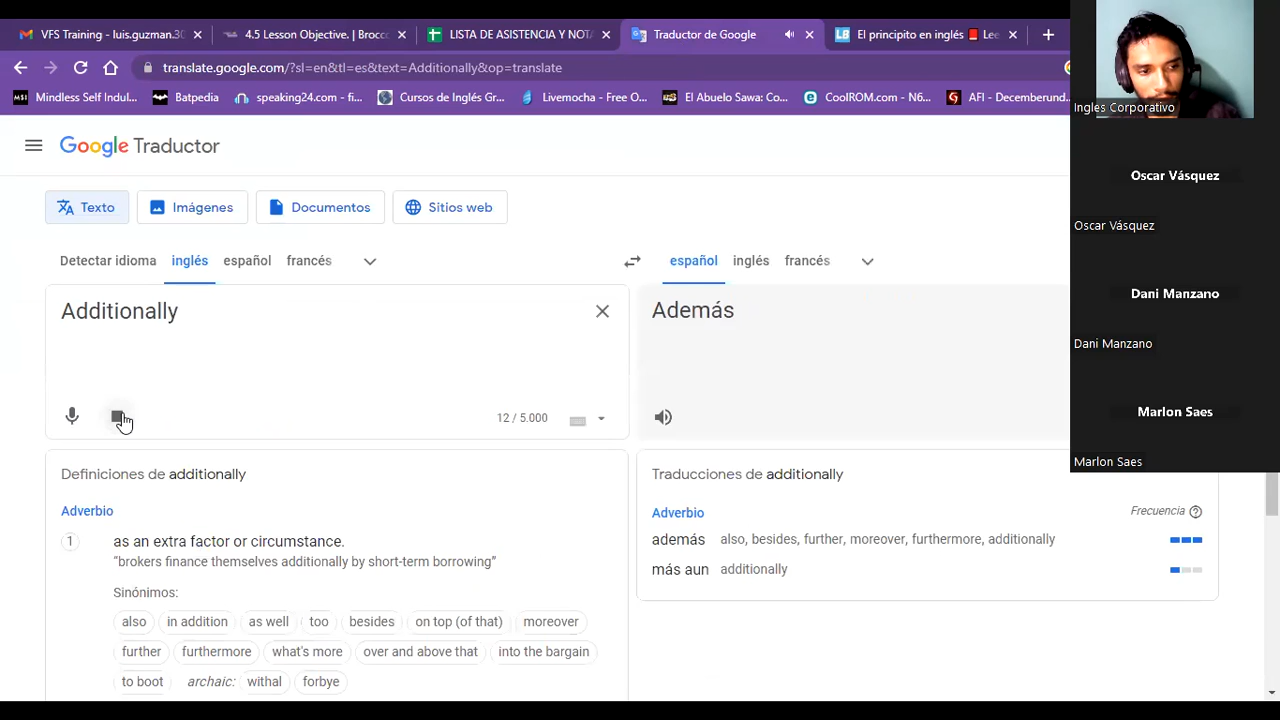 VFS Training - luis.guzman.30
4.5 Lesson Objective. | Brocco
LISTA DE ASISTENCIA Y NOTA
Traductor de Google
El principito en inglés
Lee
translate.google.com/?sl=en&tl=es&text=Additionally&op=translate
Mindless Self Indul...
Batpedia
speaking24.com - fi...
Cursos de Inglés Gr...
Livemocha - Free O...
El Abuelo Sawa: Co...
CoolROM.com - N6...
AFI - Decemberund...
Ingles Corporativo
Google Traductor
Texto
Imágenes
Documentos
Sitios web
Oscar Vásquez
Oscar Vásquez
Detectar idioma
inglés
español
francés
español
inglés
francés
Dani Manzano
Dani Manzano
Additionally
Además
12 / 5.000
Marlon Saes
Marlon Saes
Definiciones de additionally
Adverbio
1
as an extra factor or circumstance.
“brokers finance themselves additionally by short-term borrowing”
Sinónimos:
also
in addition
as well
too
besides
on top (of that)
moreover
further
furthermore
what's more
over and above that
into the bargain
to boot
archaic:
withal
forbye
Traducciones de additionally
Adverbio
Frecuencia
además
also, besides, further, moreover, furthermore, additionally
más aun
additionally